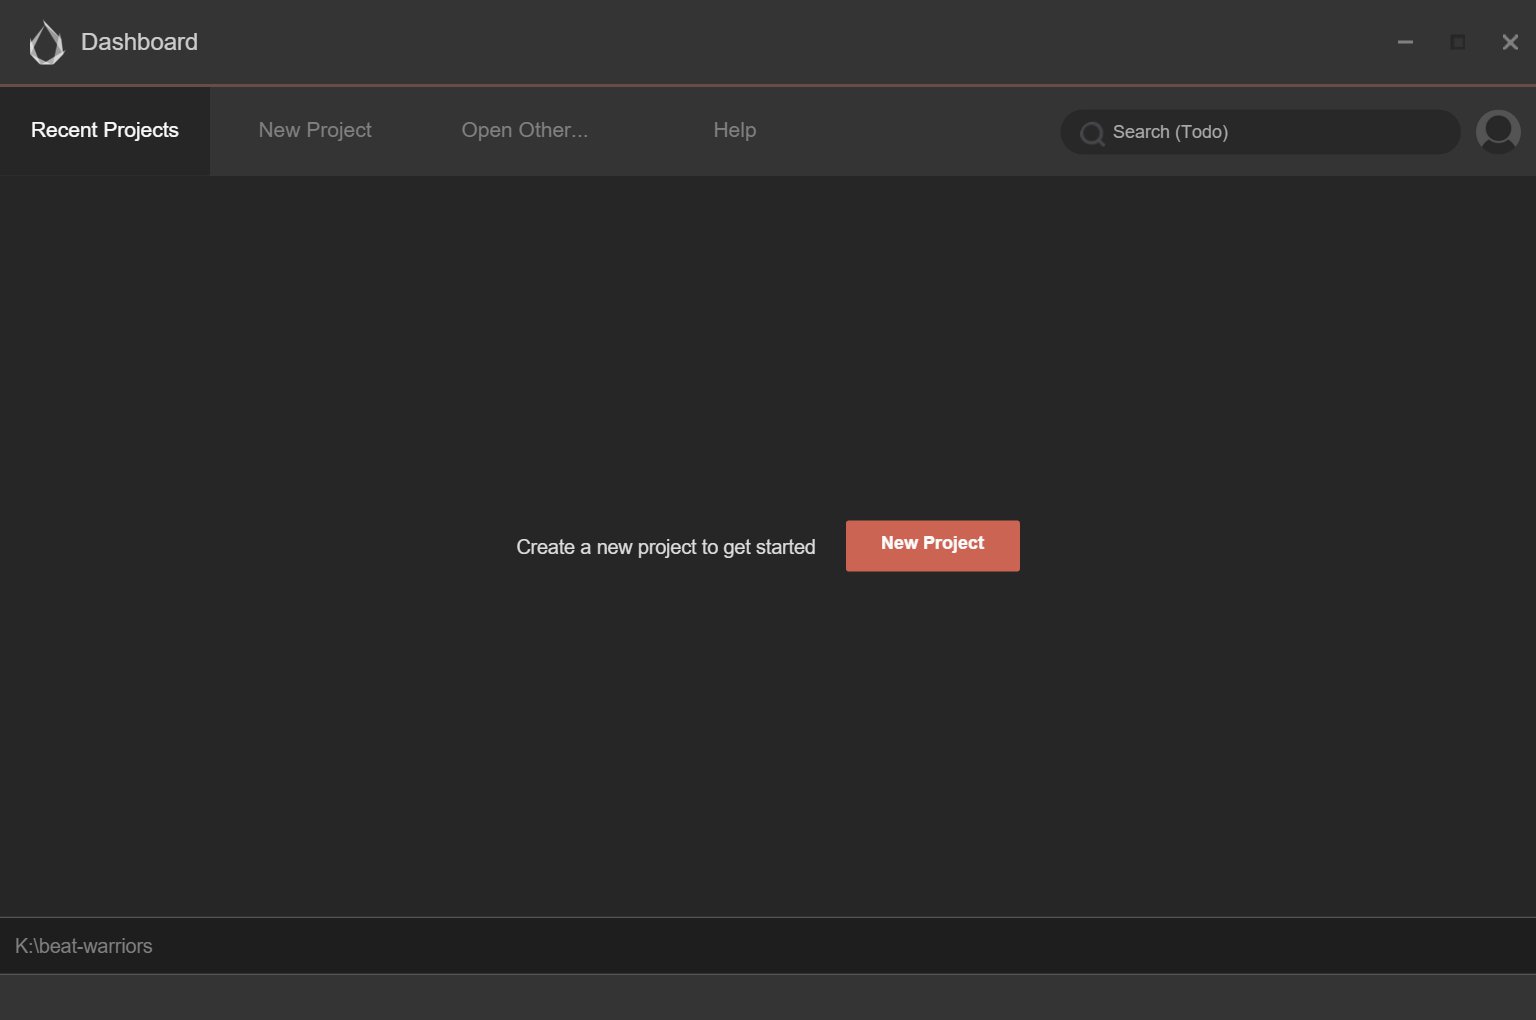 Dashboard
Recent Projects
New Project
Open Other...
Help
Search (Todo)
Create a new project to get started
New Project
K:\beat-warriors